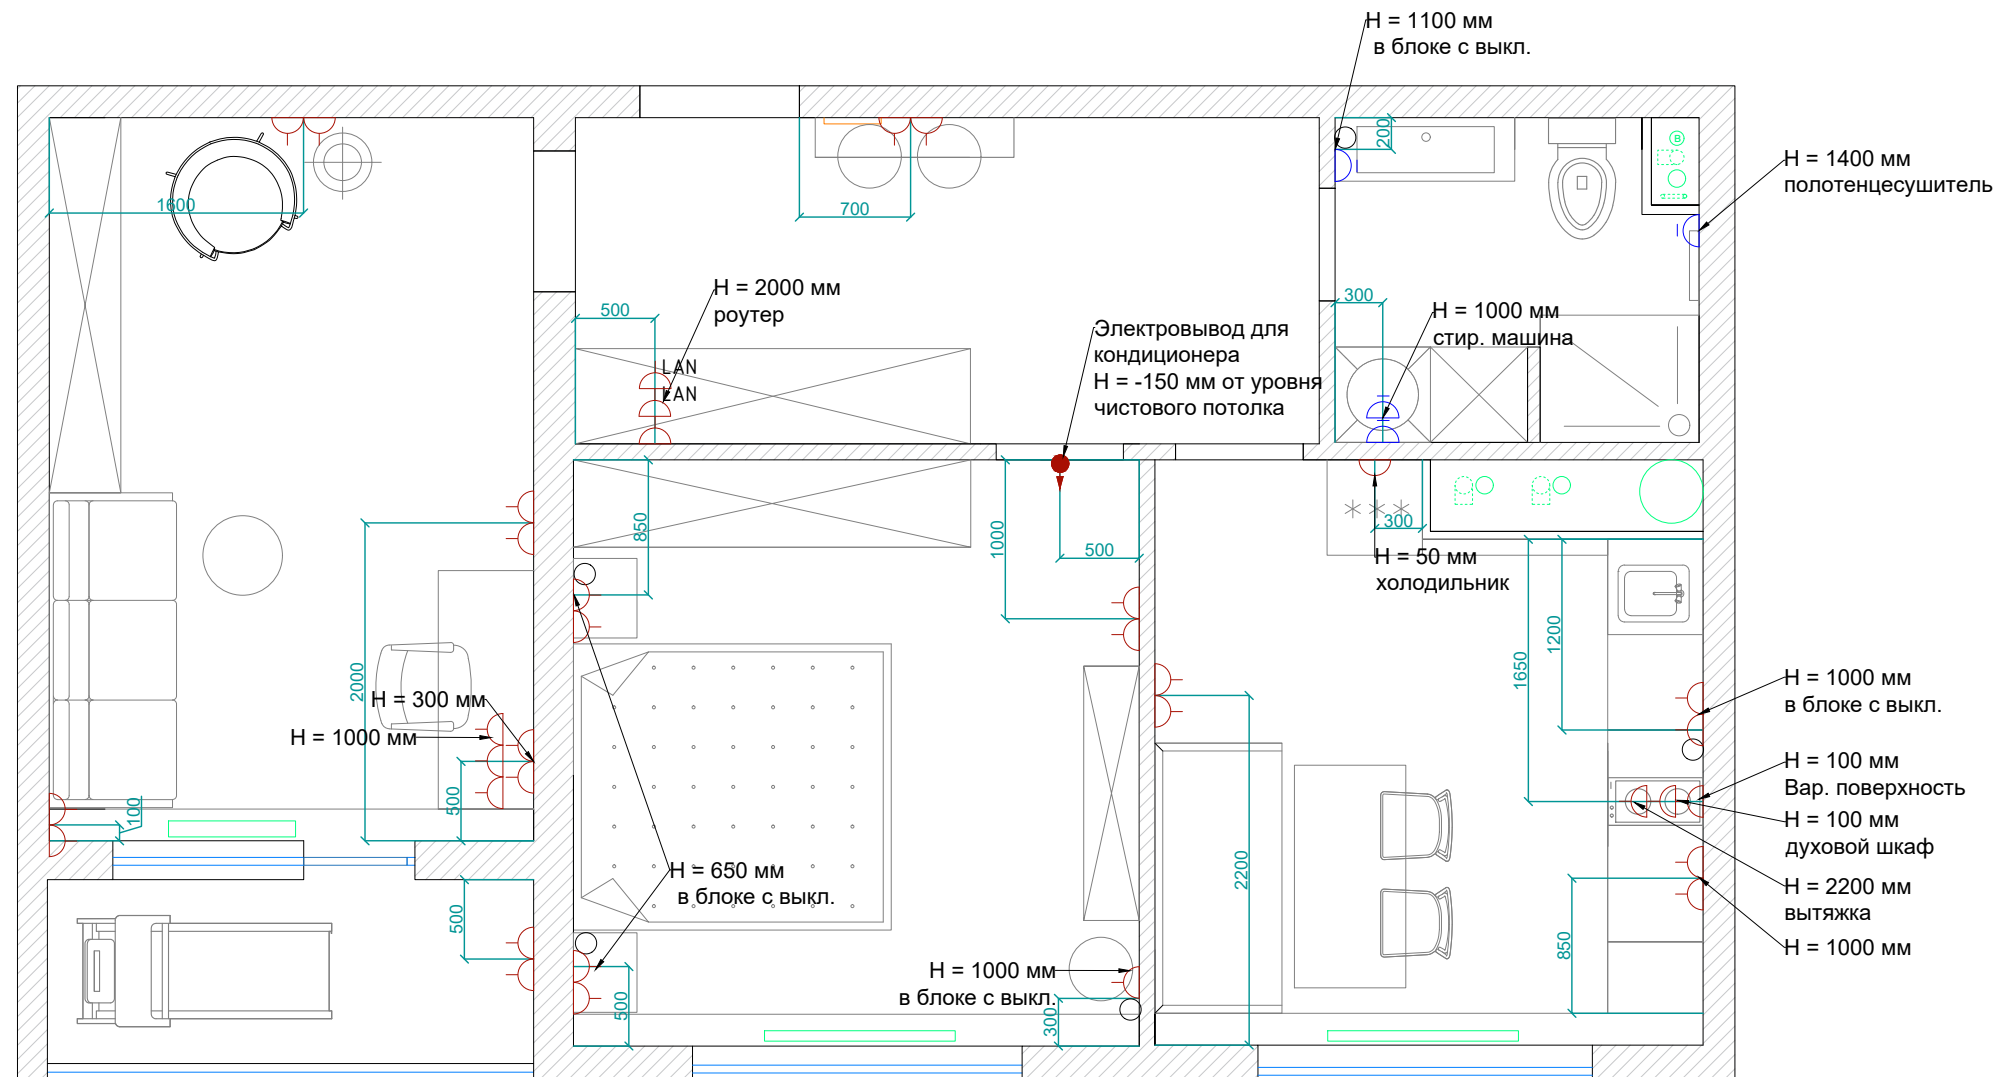 H = 1100 мм
в блоке с выкл.
200
В
H = 1400 мм
полотенцесушитель
1600
700
H = 2000 мм
роутер
500
LAN
LAN
Электровывод для
кондиционера
H = -150 мм от уровня
чистового потолка
300
H = 1000 мм
стир. машина
850
1000
500
300
H = 50 мм
холодильник
1650
1200
2000
H = 300 мм
H = 1000 мм
500
100
H = 1000 мм
в блоке с выкл.
H = 100 мм
Вар. поверхность
H = 100 мм
духовой шкаф
H = 2200 мм
вытяжка
H = 1000 мм
2200
850
H = 650 мм
в блоке с выкл.
500
500
H = 1000 мм
в блоке с выкл.
300